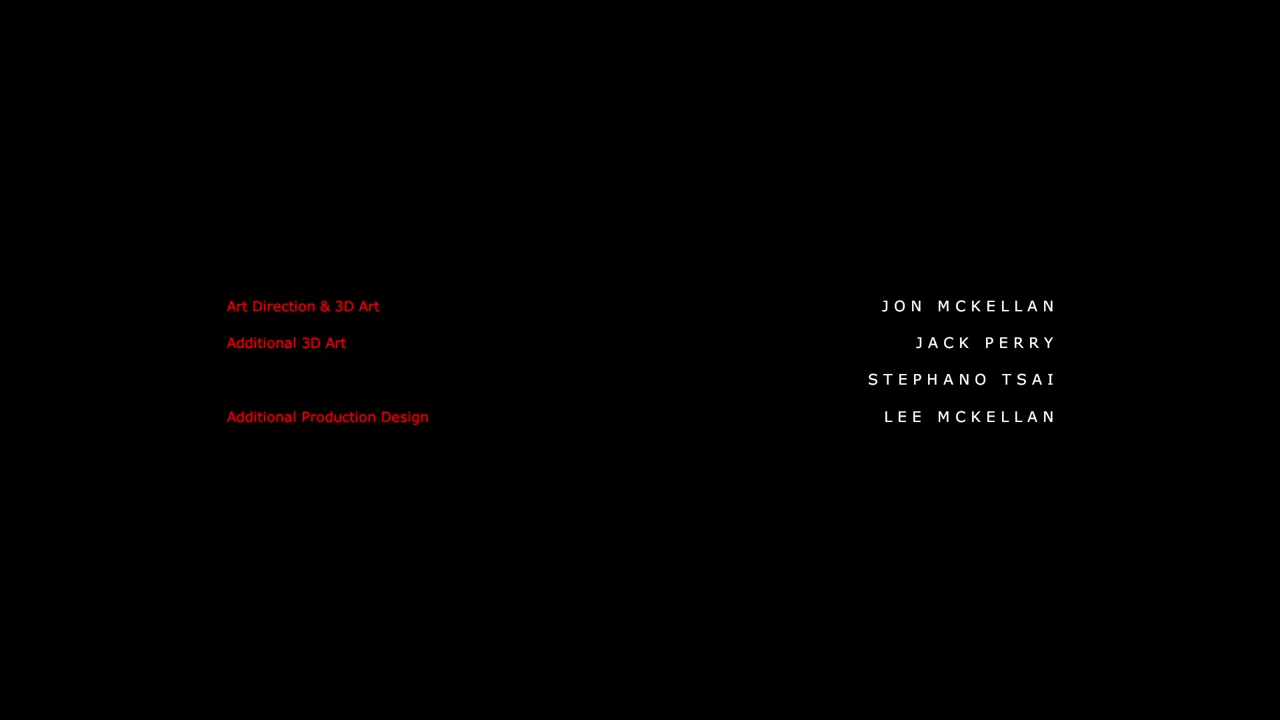 Art Direction & 3D Art JON MCKELLAN
Additional 3D Art JACK PERRY
STEPHANO TSAI
Additional Production Design LEE MCKELLAN